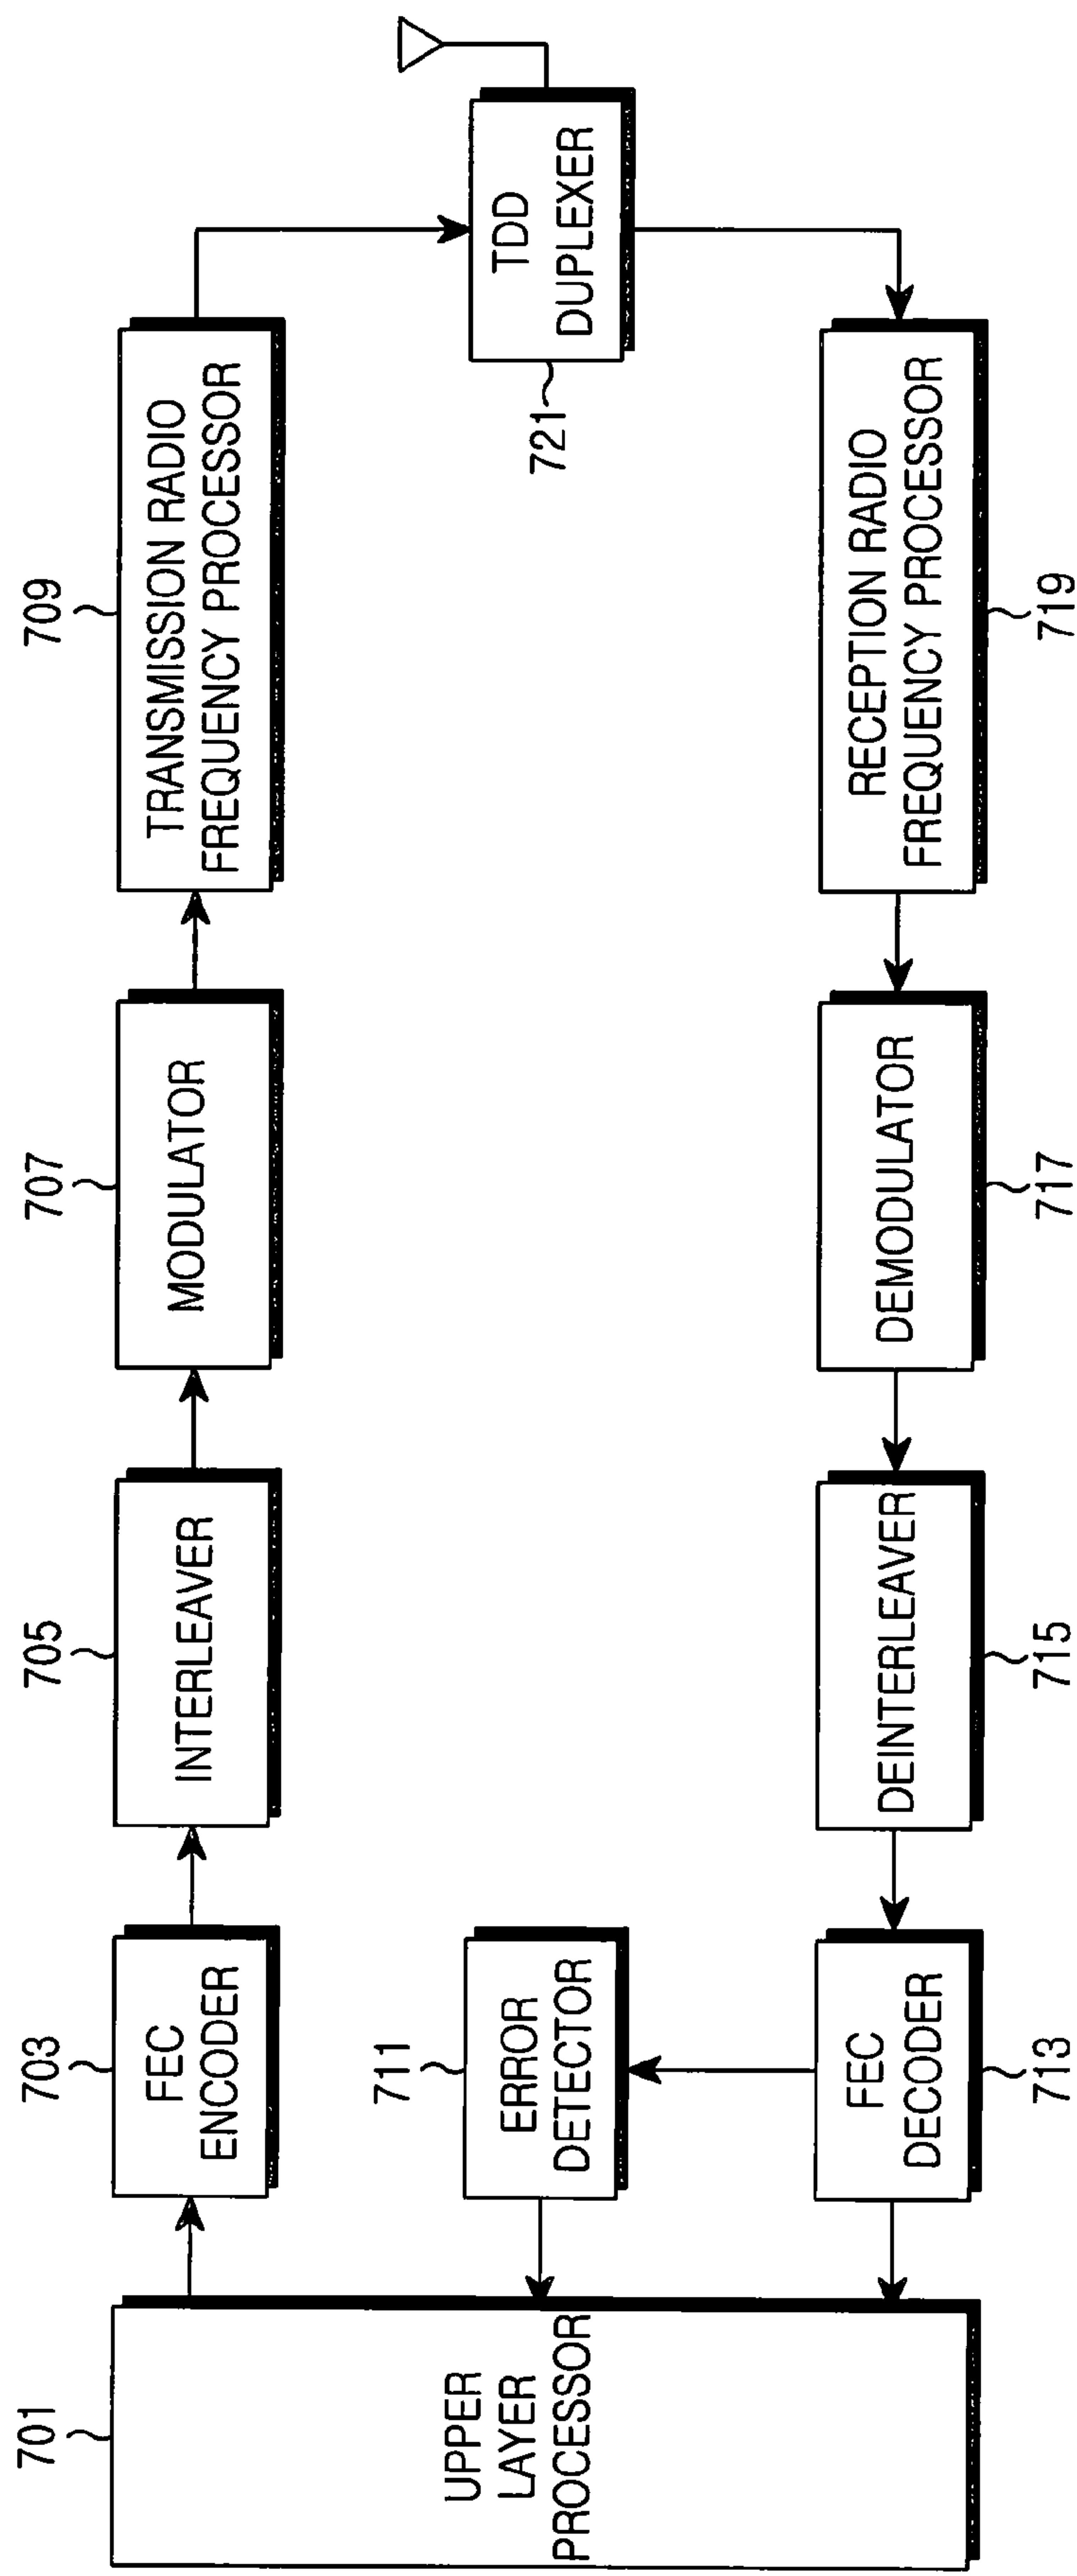 701
UPPER
LAYER
PROCESSOR
703
FEC
ENCODER
705
INTERLEAVER
707
MODULATOR
709
TRANSMISSION RADIO
FREQUENCY PROCESSOR
711
ERROR
DETECTOR
721
TDD
DUPLEXER
FEC
DECODER
713
DEINTERLEAVER
715
DEMODULATOR
717
RECEPTION RADIO
FREQUENCY PROCESSOR
719